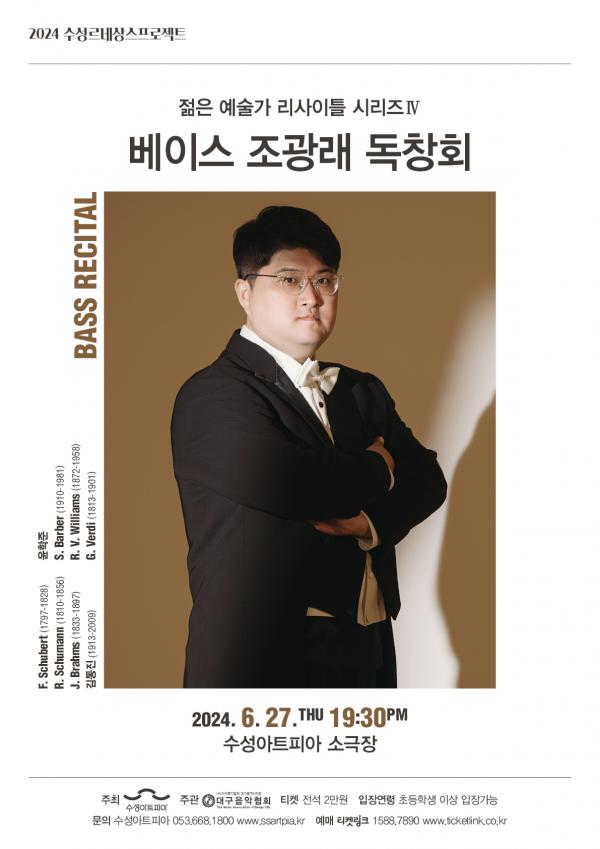 2024 수성르네상스프로젝트
젊은 예술가 리사이틀 시리즈Ⅳ
베이스 조광래 독창회
BASS RECITAL
F. Schubert (1797-1828)
R. Schumann (1810-1856)
J. Brahms (1833-1897)
김동진 (1913-2009)
윤학준
S. Barber (1910-1981)
R. V. Williams (1872-1958)
G. Verdi (1813-1901)
2024. 6. 27. THU 19:30PM
수성아트피아 소극장
주최 수성아트피아 주관 대구음악협회 티켓 전석 2만원 입장연령 초등학생 이상 입장가능
문의 수성아트피아 053.668.1800 www.ssartpia.kr 예매 티켓링크 1588.7890 www.ticketlink.co.kr